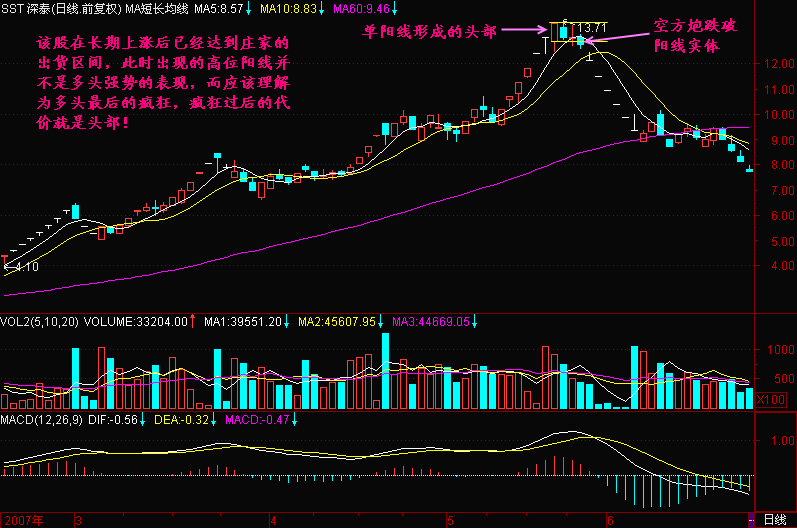 SST深泰(日线.前复权) MA短长均线 MA5:8.57↓ MA10:8.83↓ MA60:9.46↓
该股在长期上涨后已经达到庄家的
出货区间，此时出现的高位阳线并
不是多头强势的表现，而应该理解
为多头最后的疯狂，疯狂过后的代
价就是头部！
单阳线形成的头部
13.71
空方炮跌破
阳线实体
12.00
11.00
10.00
9.00
8.00
7.00
6.00
5.00
4.00
4.10
VOL2(5,10,20) VOLUME:33204.00↑ MA1:39551.20↓ MA2:45607.95↓ MA3:44669.05↓
1000
500
X100
MACD(12,26,9) DIF:-0.56↓ DEA:-0.32↓ MACD:-0.47↓
1.00
2007年 3 4 5 6 日线